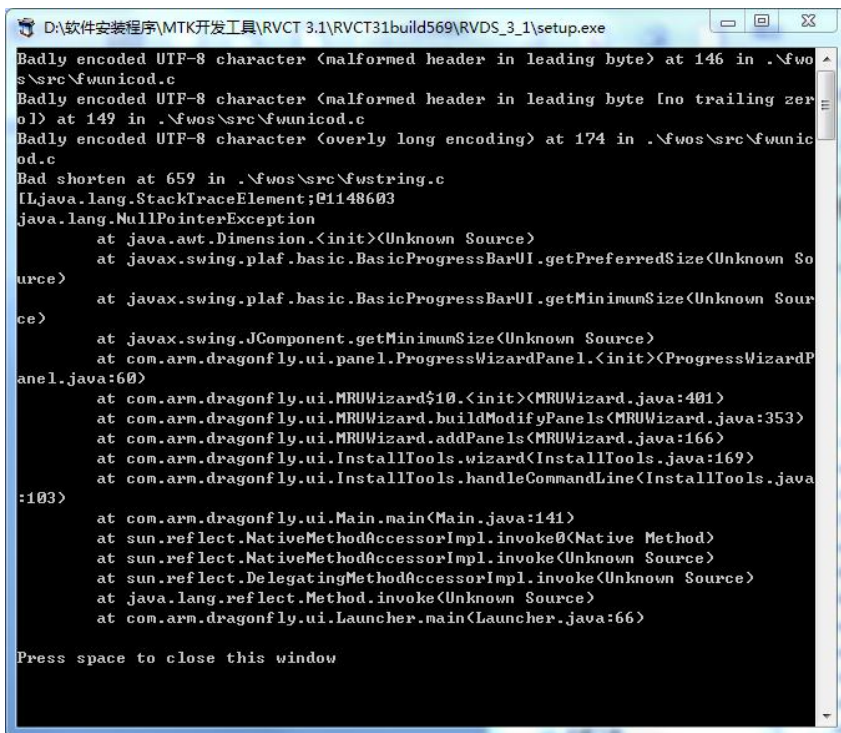 D:\软件安装程序\MTK开发工具\RVCT 3.1\RVCT31build569\RVDS_3_1\setup.exe
Badly encoded UTF-8 character (malformed header in leading byte) at 146 in .\fwo
s\src\fwunicod.c
Badly encoded UTF-8 character (malformed header in leading byte [no trailing zer
o]) at 149 in .\fwos\src\fwunicod.c
Badly encoded UTF-8 character (overly long encoding) at 174 in .\fwos\src\fwunic
od.c
Bad shorten at 659 in .\fwos\src\fwstring.c
[Ljava.lang.StackTraceElement;@1148603
java.lang.NullPointerException
        at java.awt.Dimension.<init>(Unknown Source)
        at javax.swing.plaf.basic.BasicProgressBarUI.getPreferredSize(Unknown So
urce)
        at javax.swing.plaf.basic.BasicProgressBarUI.getMinimumSize(Unknown Sour
ce)
        at javax.swing.JComponent.getMinimumSize(Unknown Source)
        at com.arm.dragonfly.ui.panel.ProgressWizardPanel.<init>(ProgressWizardP
anel.java:60)
        at com.arm.dragonfly.ui.MRUWizard$10.<init>(MRUWizard.java:401)
        at com.arm.dragonfly.ui.MRUWizard.buildModifyPanels(MRUWizard.java:353)
        at com.arm.dragonfly.ui.MRUWizard.addPanels(MRUWizard.java:166)
        at com.arm.dragonfly.ui.InstallTools.wizard(InstallTools.java:169)
        at com.arm.dragonfly.ui.InstallTools.handleCommandLine(InstallTools.java
:103)
        at com.arm.dragonfly.ui.Main.main(Main.java:141)
        at sun.reflect.NativeMethodAccessorImpl.invoke0(Native Method)
        at sun.reflect.NativeMethodAccessorImpl.invoke(Unknown Source)
        at sun.reflect.DelegatingMethodAccessorImpl.invoke(Unknown Source)
        at java.lang.reflect.Method.invoke(Unknown Source)
        at com.arm.dragonfly.ui.Launcher.main(Launcher.java:66)
Press space to close this window